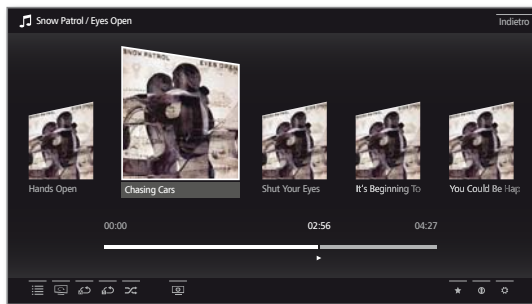 Snow Patrol / Eyes Open
Indietro
SNOW PATROL EYES OPEN
Hands Open
Chasing Cars
Shut Your Eyes
It's Beginning To
You Could Be Hap
00:00 02:56 04:27